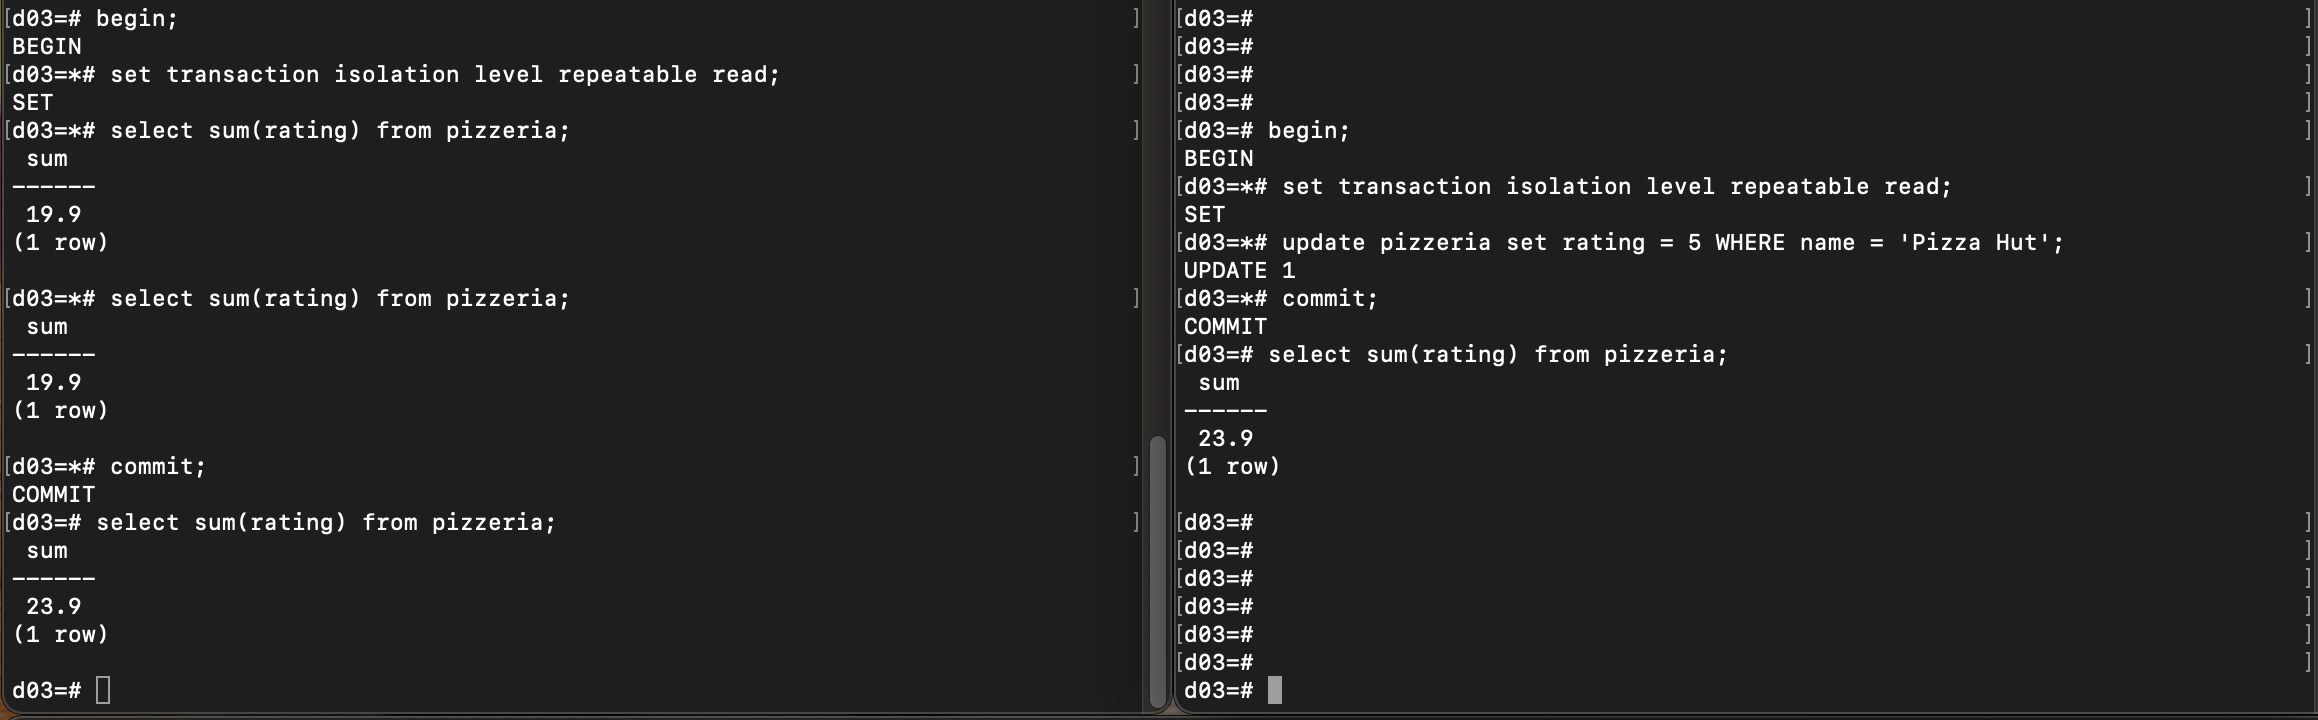 [d03=# begin; ]
BEGIN
[d03=*# set transaction isolation level repeatable read; ]
SET
[d03=*# select sum(rating) from pizzeria; ]
sum
------
19.9
(1 row)
[d03=*# select sum(rating) from pizzeria; ]
sum
------
19.9
(1 row)
[d03=*# commit; ]
COMMIT
[d03=# select sum(rating) from pizzeria; ]
sum
------
23.9
(1 row)
d03=#
[d03=# ]
[d03=# ]
[d03=# ]
[d03=# ]
[d03=# begin; ]
BEGIN
[d03=*# set transaction isolation level repeatable read; ]
SET
[d03=*# update pizzeria set rating = 5 WHERE name = 'Pizza Hut'; ]
UPDATE 1
[d03=*# commit; ]
COMMIT
[d03=# select sum(rating) from pizzeria; ]
sum
------
23.9
(1 row)
[d03=# ]
[d03=# ]
[d03=# ]
[d03=# ]
[d03=# ]
[d03=# ]
d03=#